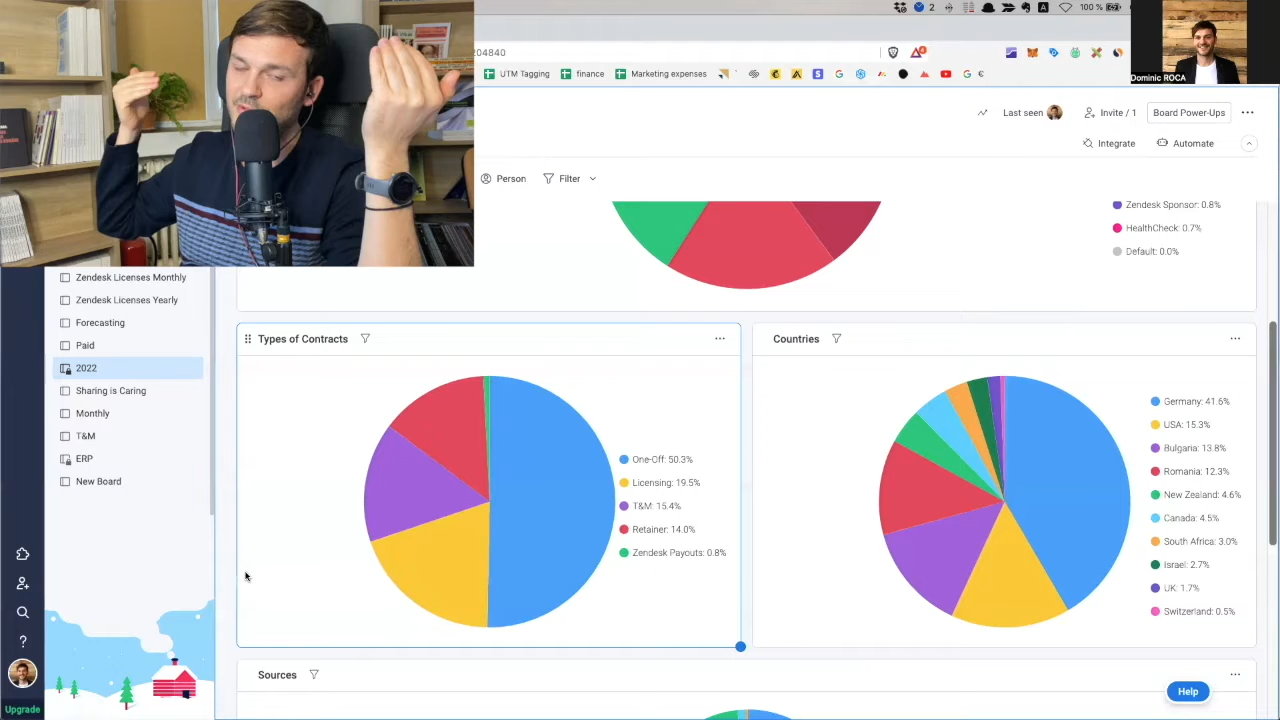 204840
100 %
A
Dominic ROCA
UTM Tagging
finance
Marketing expenses
G
G €
Last seen
Invite / 1
Board Power-Ups
Integrate
Automate
Person
Filter
Zendesk Sponsor: 0.8%
HealthCheck: 0.7%
Default: 0.0%
Zendesk Licenses Monthly
Zendesk Licenses Yearly
Forecasting
Paid
2022
Sharing is Caring
Monthly
T&M
ERP
New Board
Upgrade
Types of Contracts
One-Off: 50.3%
Licensing: 19.5%
T&M: 15.4%
Retainer: 14.0%
Zendesk Payouts: 0.8%
Countries
Germany: 41.6%
USA: 15.3%
Bulgaria: 13.8%
Romania: 12.3%
New Zealand: 4.6%
Canada: 4.5%
South Africa: 3.0%
Israel: 2.7%
UK: 1.7%
Switzerland: 0.5%
Sources
Help